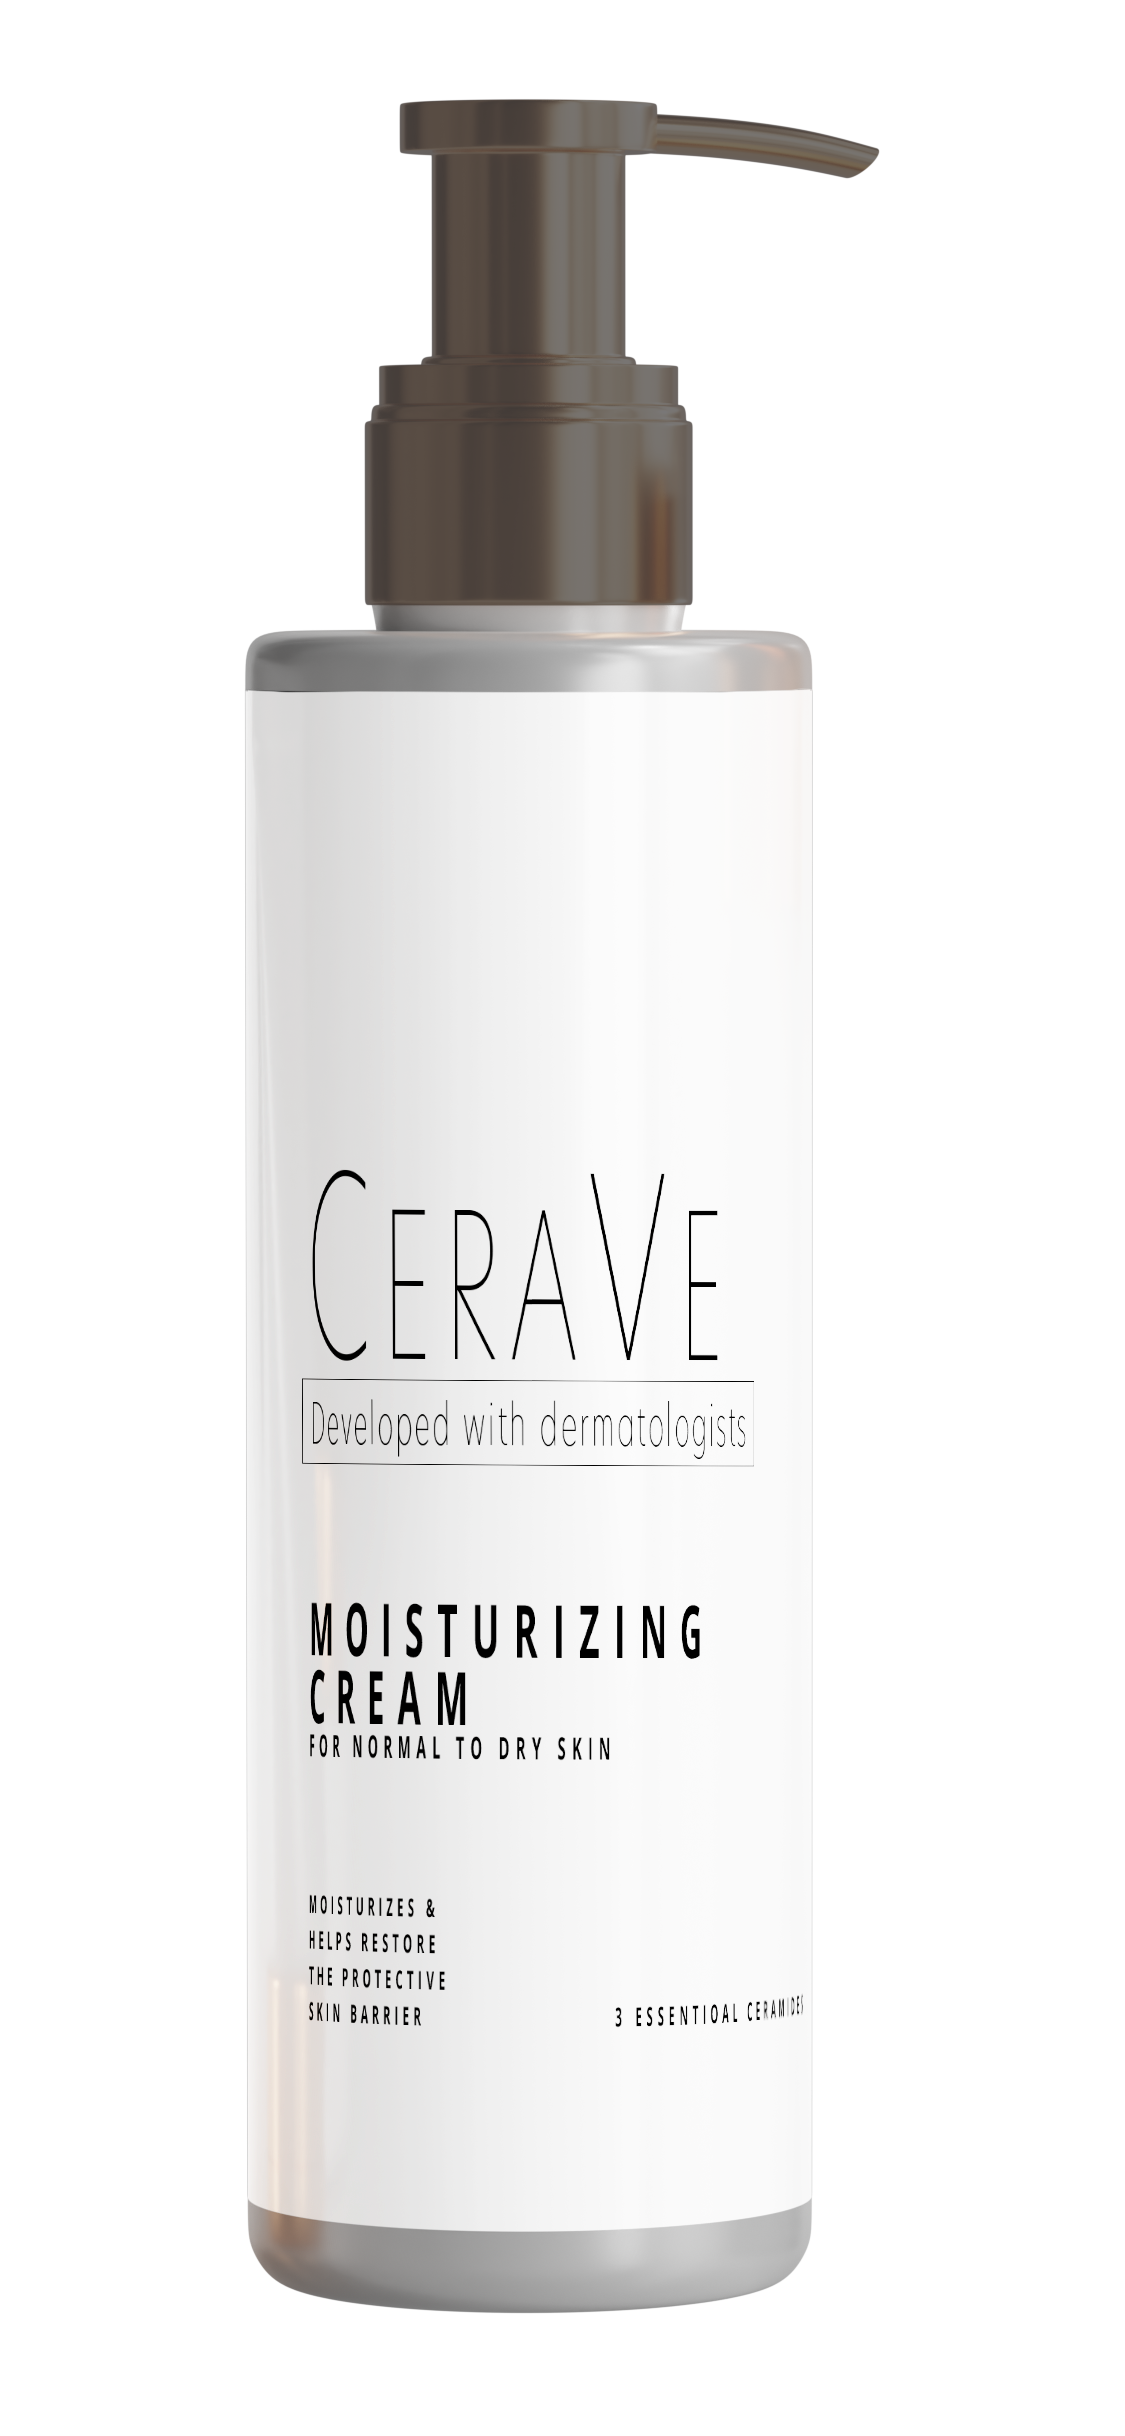 CERAVE
Developed with dermatologists
MOISTURIZING
CREAM
FOR NORMAL TO DRY SKIN
MOISTURIZES &
HELPS RESTORE
THE PROTECTIVE
SKIN BARRIER
3 ESSENTIOAL CERAMIDES